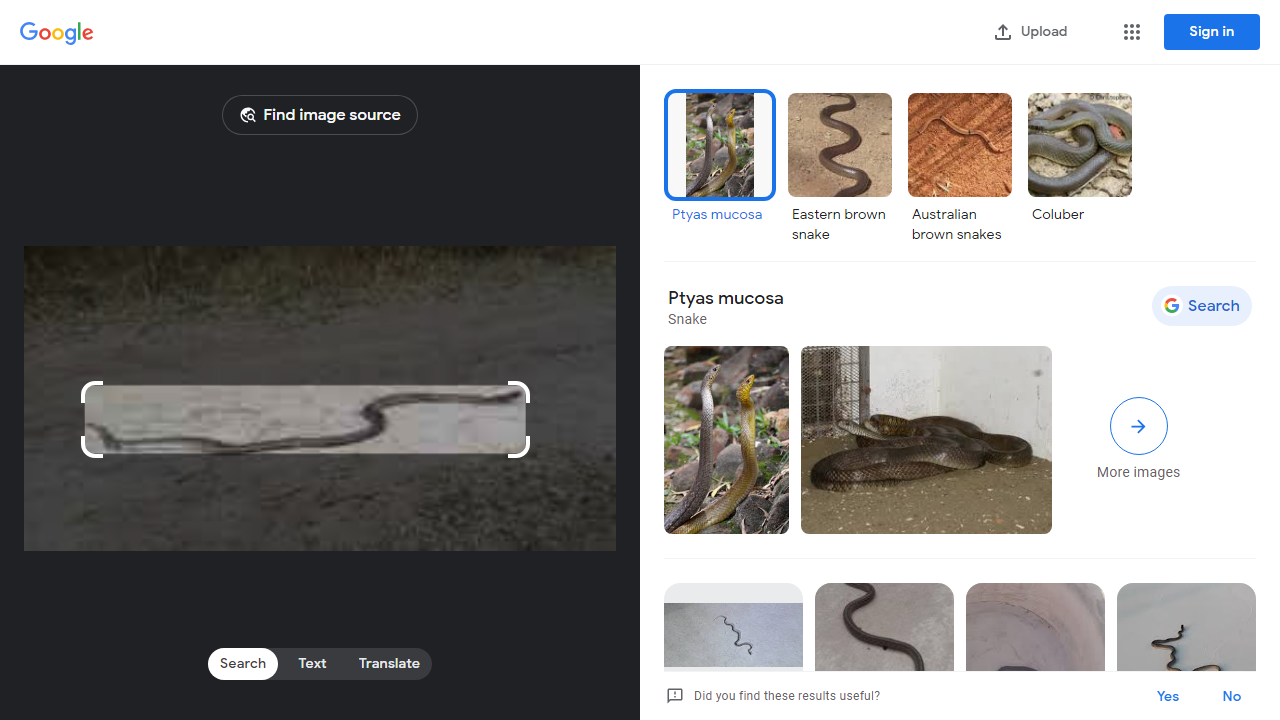 Google
Upload
Sign in
Find image source
Ptyas mucosa
Eastern brown
snake
Australian
brown snakes
Coluber
Ptyas mucosa
Snake
Search
More images
Search
Text
Translate
Did you find these results useful?
Yes
No